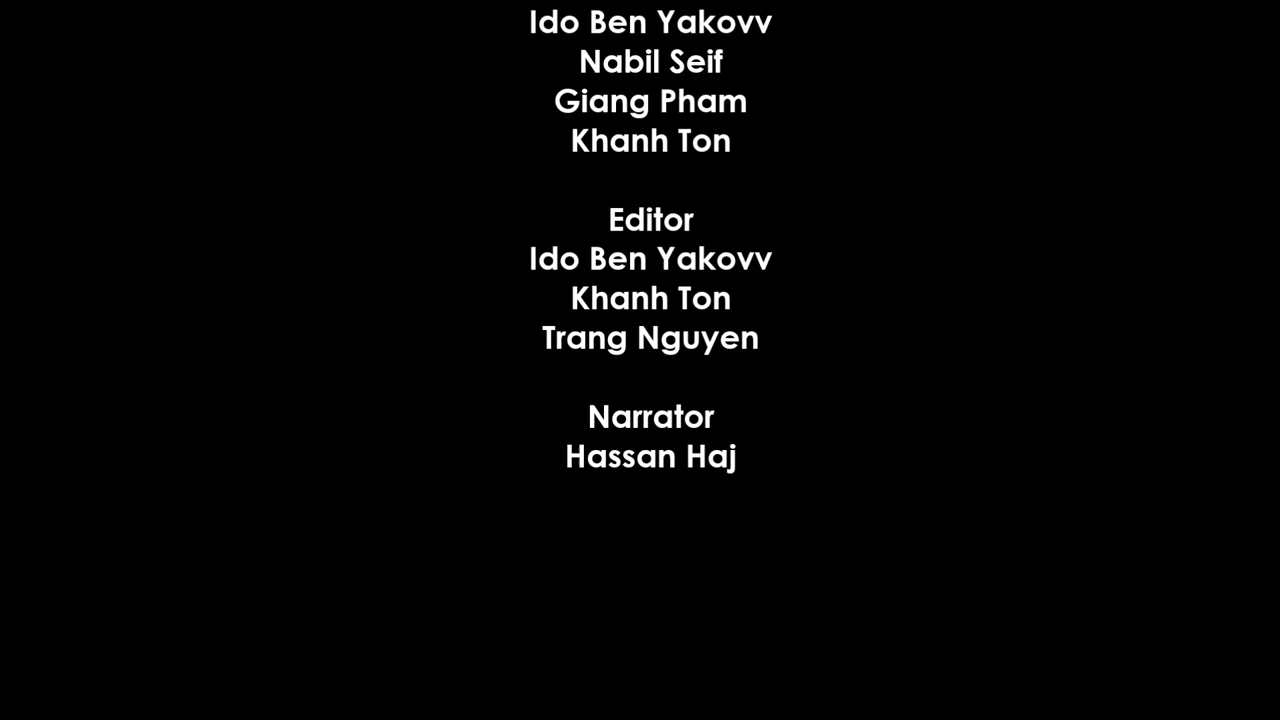 Ido Ben Yakovv
Nabil Seif
Giang Pham
Khanh Ton
Editor
Ido Ben Yakovv
Khanh Ton
Trang Nguyen
Narrator
Hassan Haj